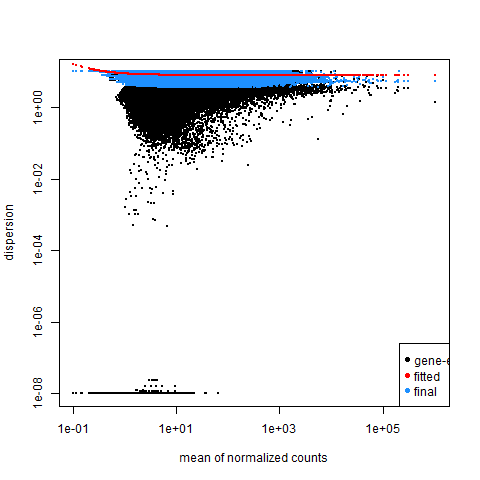 dispersion
1e+00
1e-02
1e-04
1e-06
1e-08
gene-e
fitted
final
1e-01
1e+01
1e+03
1e+05
mean of normalized counts